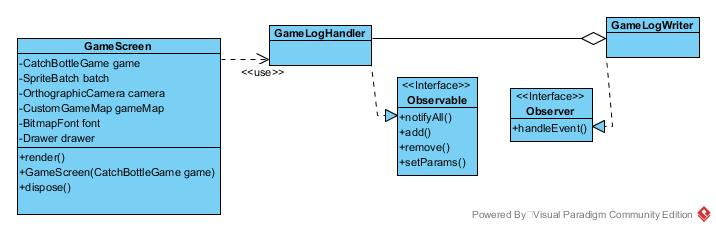 GameScreen
-CatchBottleGame game
-SpriteBatch batch
-OrthographicCamera camera
-CustomGameMap gameMap
-BitmapFont font
-Drawer drawer
+render()
+GameScreen(CatchBottleGame game)
+dispose()
<<use>>
GameLogHandler
GameLogWriter
<<Interface>>
Observable
+notifyAll()
+add()
+remove()
+setParams()
<<Interface>>
Observer
+handleEvent()
Powered By Visual Paradigm Community Edition